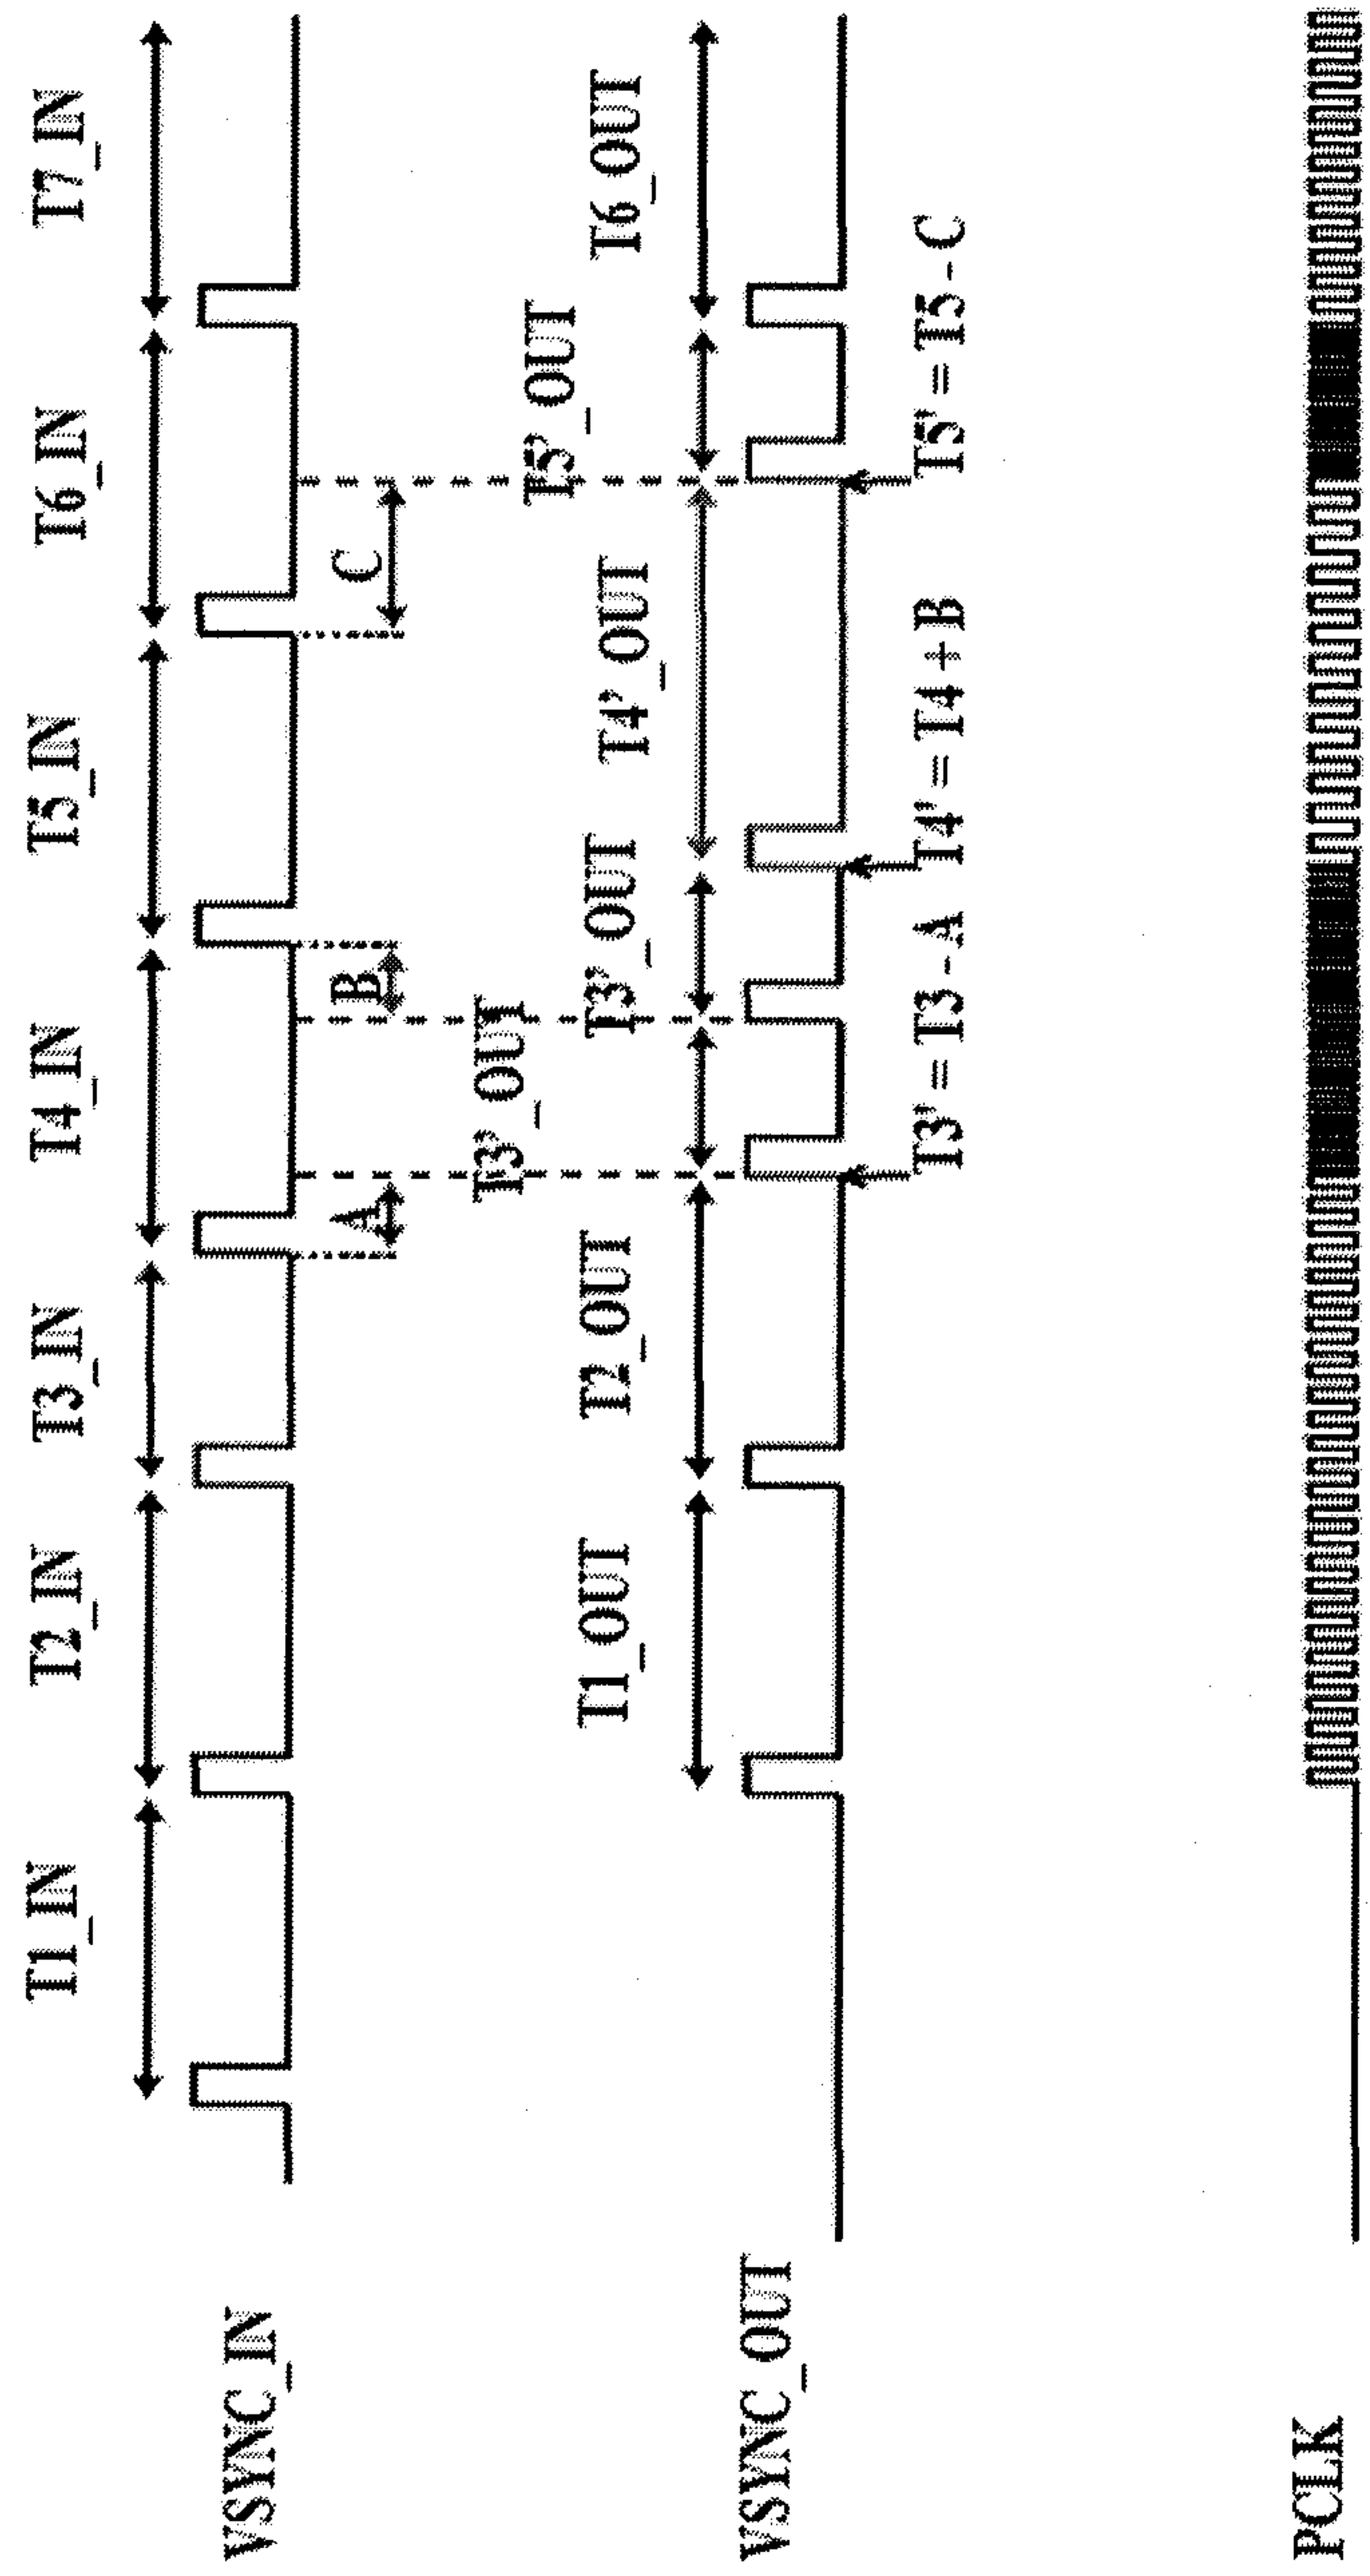 T1_IN
T2_IN
T3_IN
T4_IN
T5_IN
T6_IN
T7_IN
VSYNC_IN
A
B
C
T3'_OUT
T5'_OUT
T1_OUT
T2_OUT
T3'_OUT
T4'_OUT
T6_OUT
VSYNC_OUT
T3' = T3 - A
T4' = T4 + B
T5' = T5 - C
PCLK